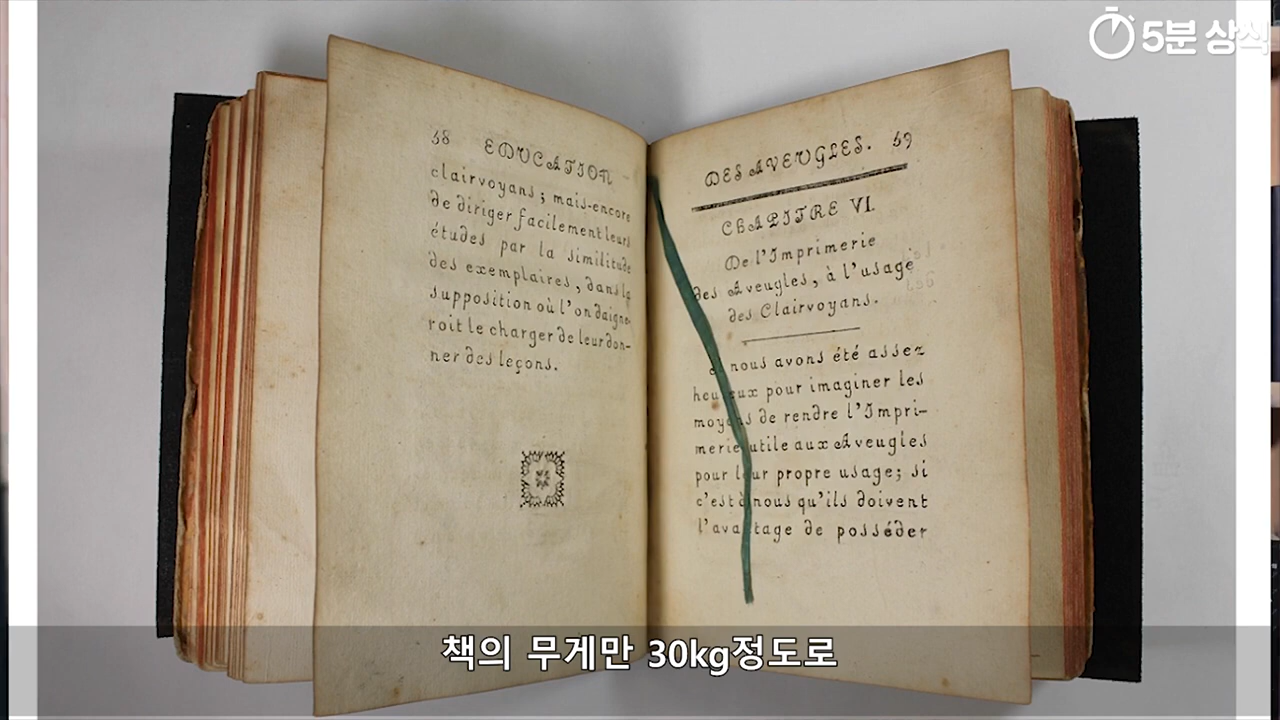 5분 상식
58 EDUCATION
clairvoyans ; mais-encore
de diriger facilement leurs
études par la similitude
des exemplaires, dans la
supposition où l'on daigne-
roit le charger de leur don-
ner des leçons.
DES AVEUGLES. 59
CHAPITRE VI.
De l'Imprimerie
des Aveugles, à l'usage
des Clairvoyans.
nous avons été assez
heureux pour imaginer les
moyens de rendre l'Impri-
merie utile aux Aveugles
pour leur propre usage; si
c'est à nous qu'ils doivent
l'avantage de posséder
책의 무게만 30kg정도로